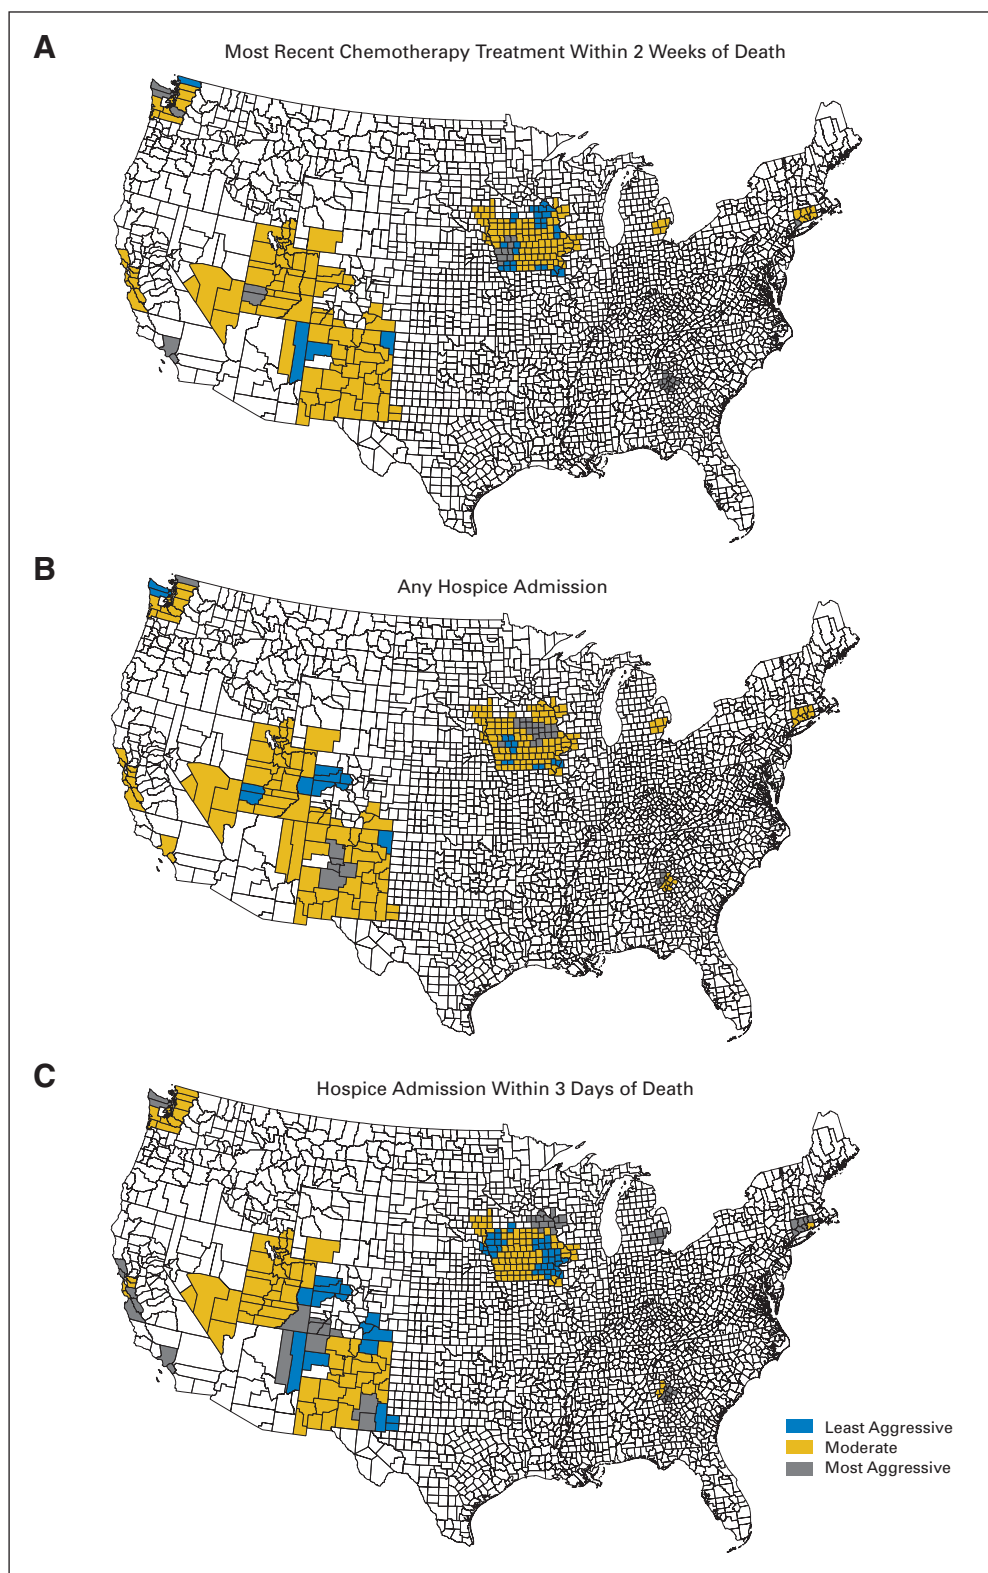 A
Most Recent Chemotherapy Treatment Within 2 Weeks of Death
B
Any Hospice Admission
C
Hospice Admission Within 3 Days of Death
Least Aggressive
Moderate
Most Aggressive